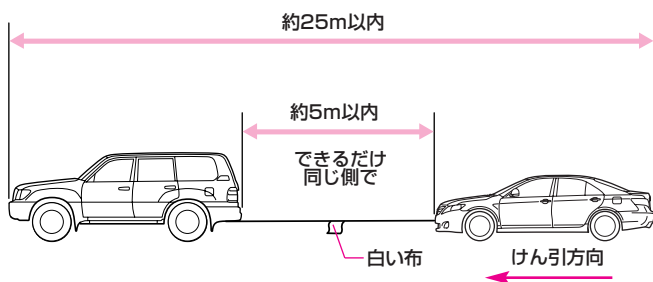 約25m以内
約5m以内
できるだけ
同じ側で
白い布
けん引方向